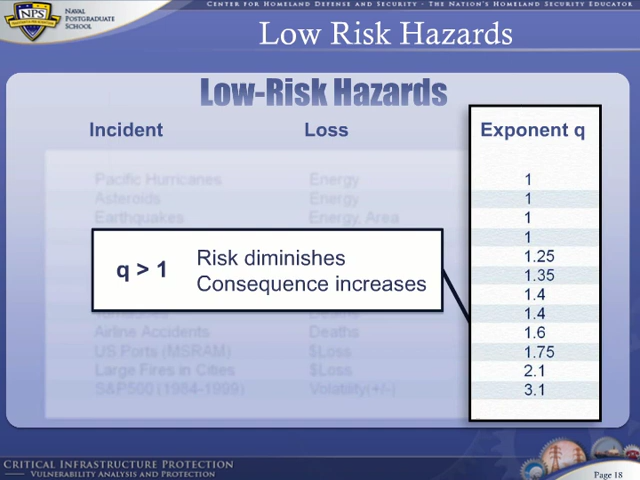 CENTER FOR HOMELAND DEFENSE AND SECURITY • THE NATION'S HOMELAND SECURITY EDUCATOR
NPS
NAVAL
POSTGRADUATE
SCHOOL
Low Risk Hazards
Low-Risk Hazards
Incident Loss Exponent q
Pacific Hurricanes Energy 1
Asteroids Energy 1
Earthquakes Energy, Area 1
1
q > 1 Risk diminishes 1.25
Consequence increases 1.35
1.4
Deaths 1.4
Airline Accidents Deaths 1.6
US Ports (MSRAM) $Loss 1.75
Large Fires in Cities $Loss 2.1
S&P500 (1984-1999) Volatility(+/-) 3.1
CRITICAL INFRASTRUCTURE PROTECTION
VULNERABILITY ANALYSIS AND PROTECTION
Page 18